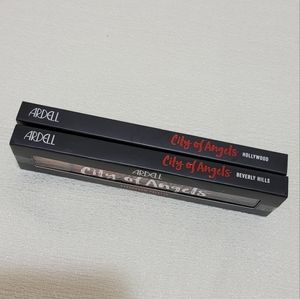 ARDELL
City of Angels HOLLYWOOD
ARDELL
City of Angels BEVERLY HILLS
ARDELL
City of Angels